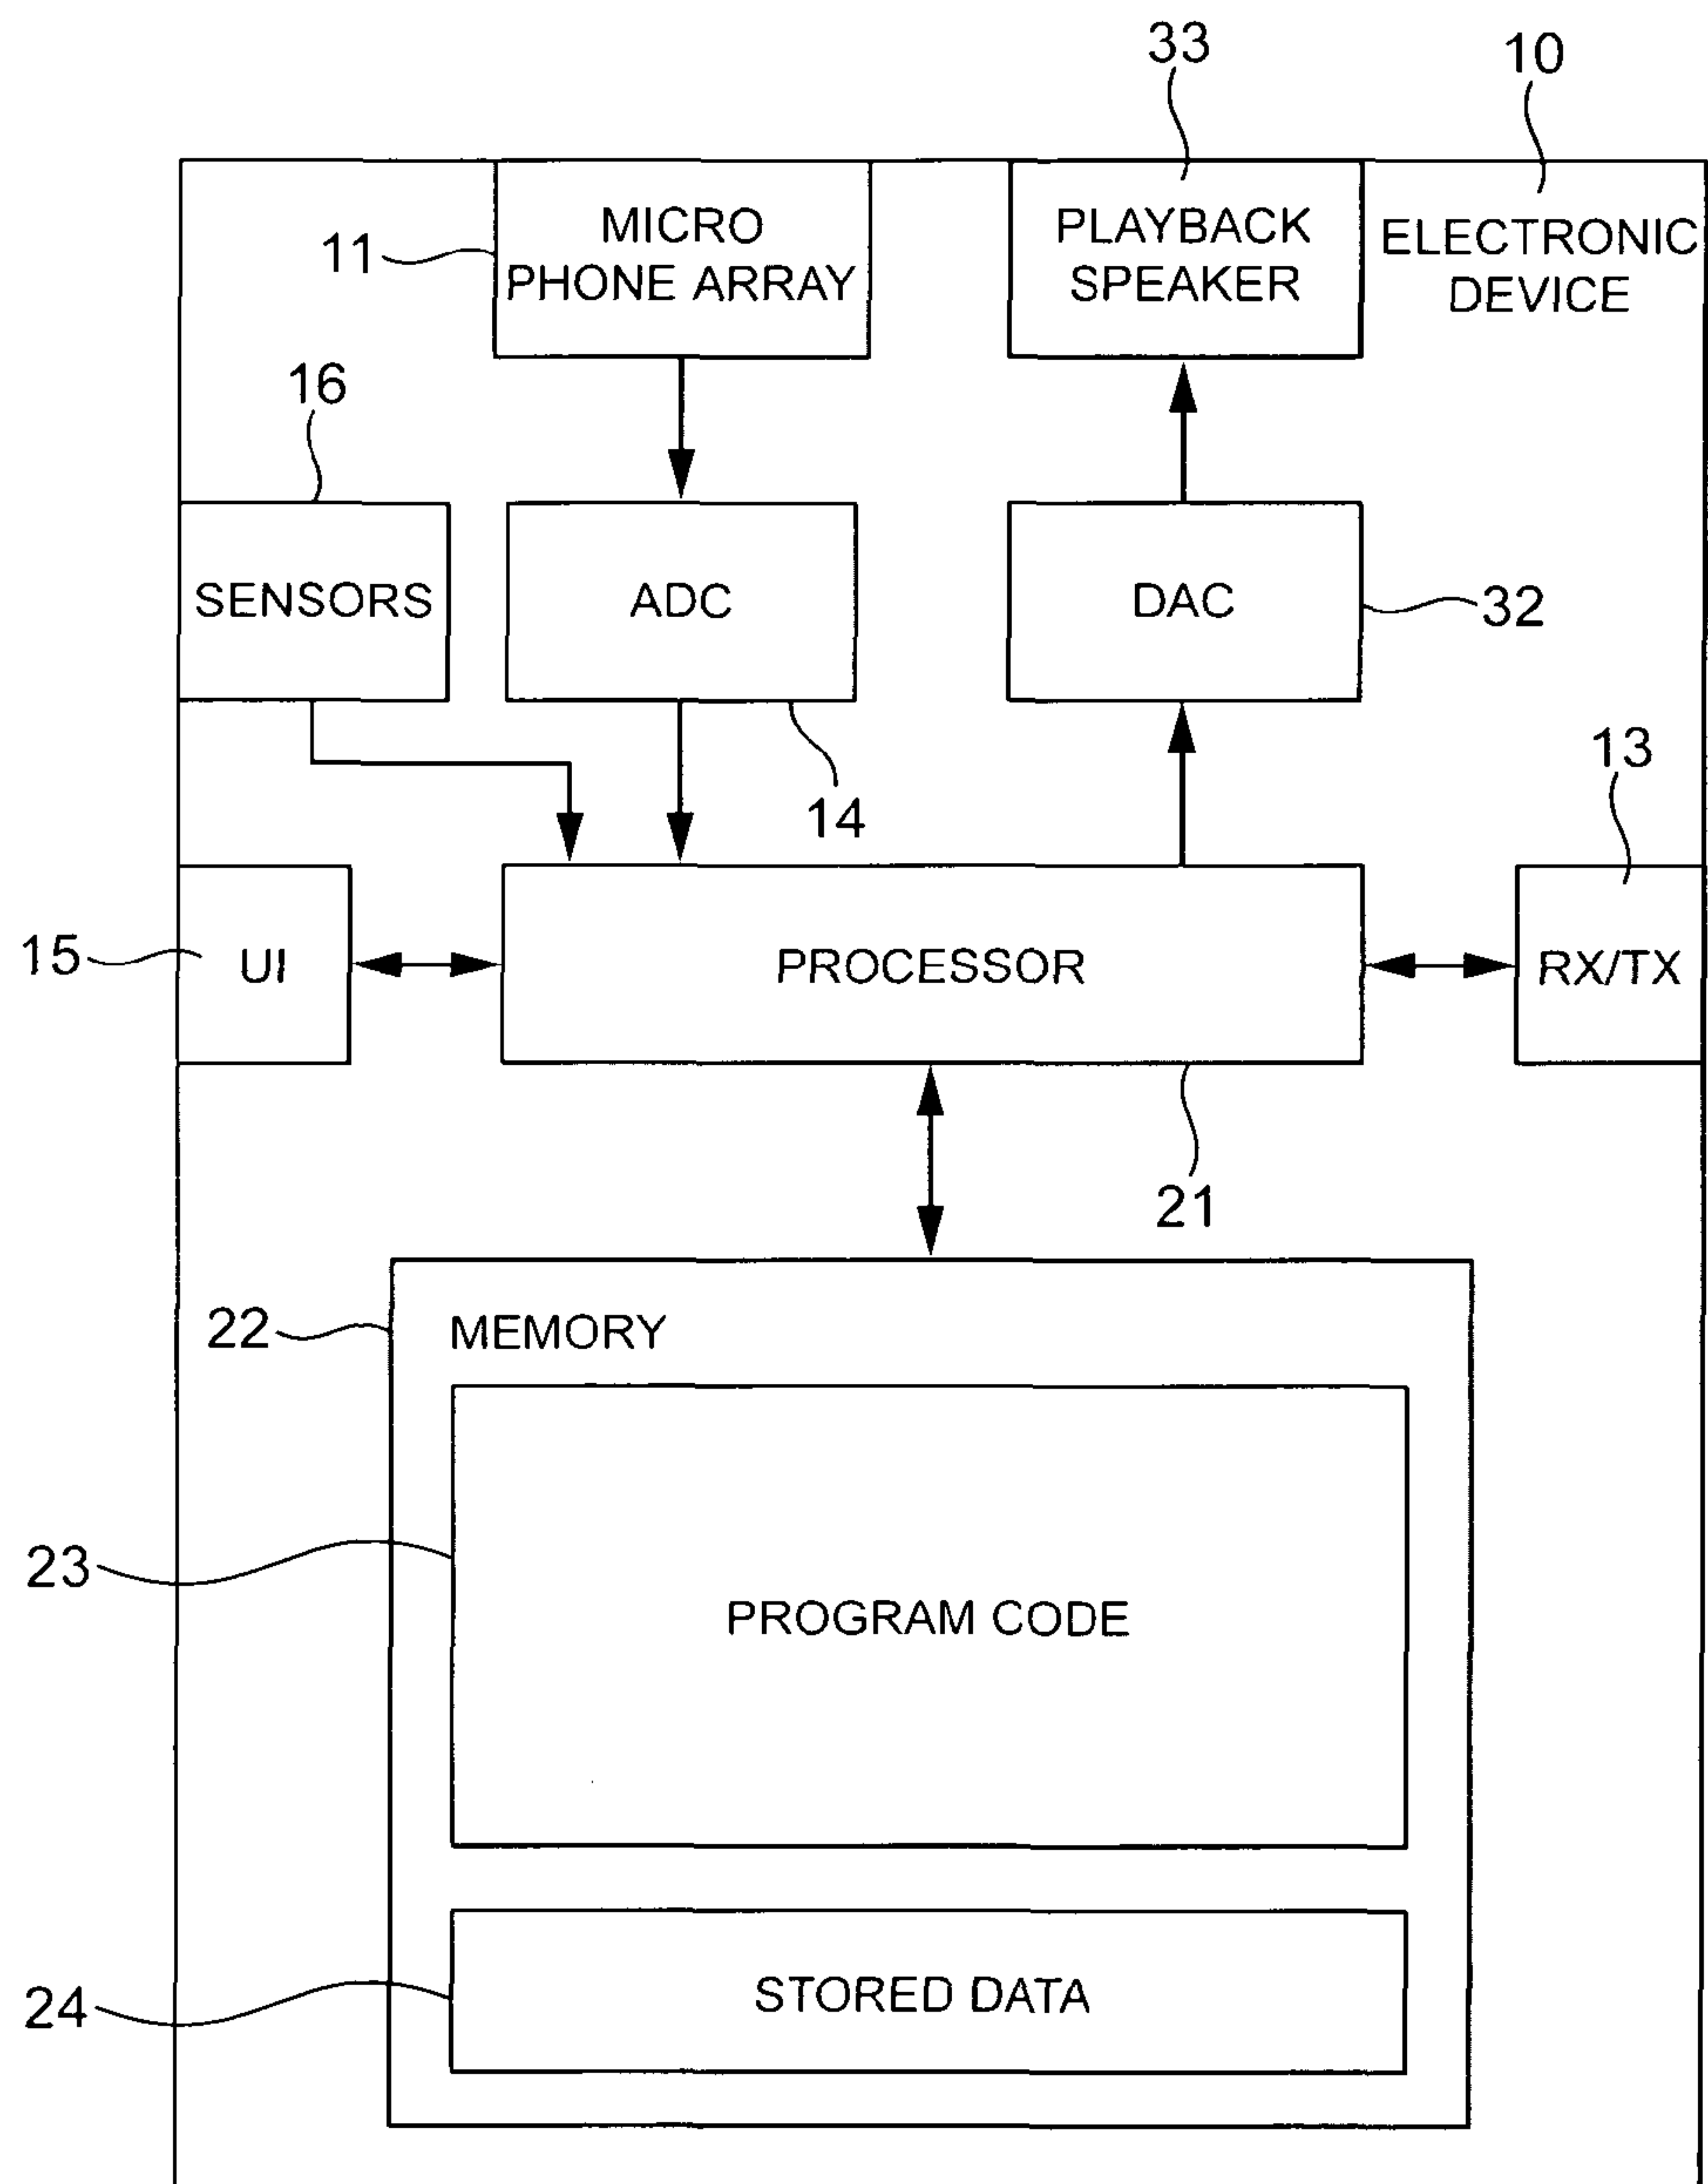 33
10
11
MICRO
PHONE ARRAY
PLAYBACK
SPEAKER
ELECTRONIC
DEVICE
16
SENSORS
ADC
DAC
32
14
13
15
UI
PROCESSOR
RX/TX
21
22
MEMORY
23
PROGRAM CODE
24
STORED DATA